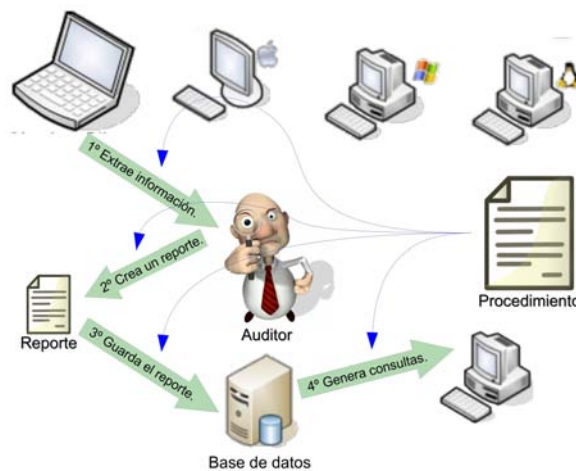 1º Extrae información.
2º Crea un reporte.
Procedimiento
Reporte
Auditor
3º Guarda el reporte.
4º Genera consultas.
Base de datos